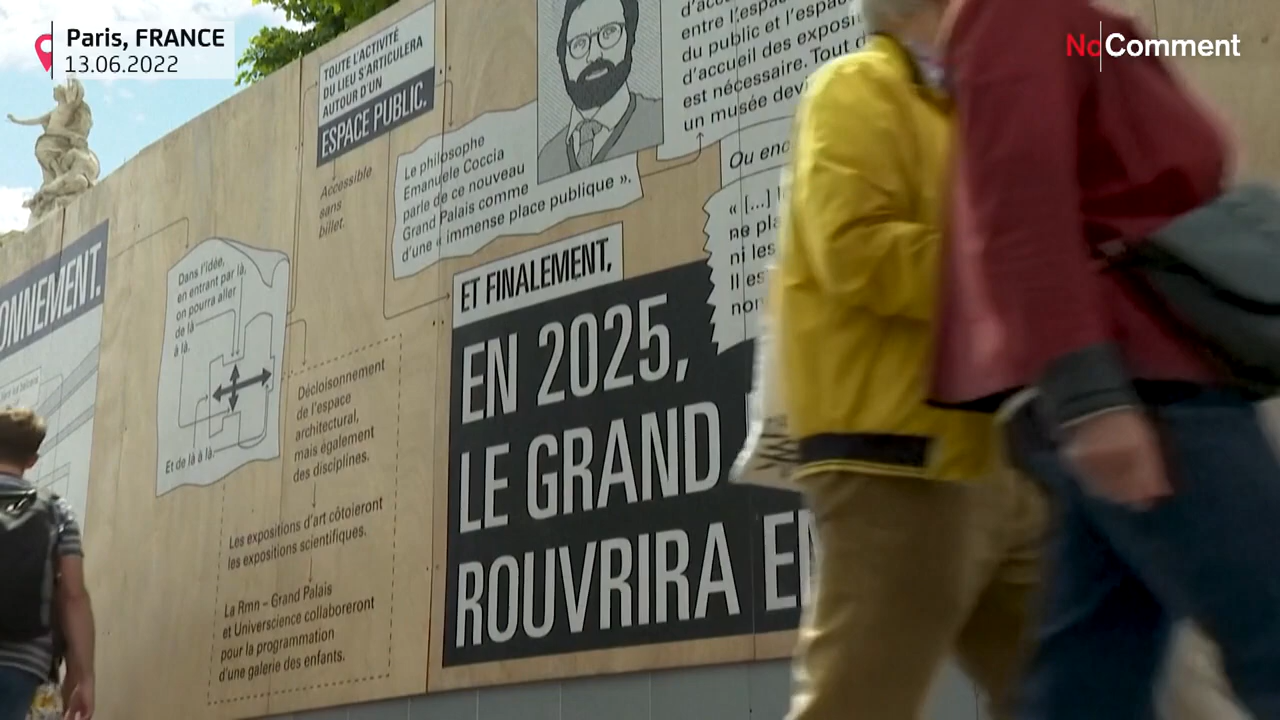 Paris, FRANCE
13.06.2022
No Comment
TOUTE L'ACTIVITÉ
DU LIEU S'ARTICULERA
AUTOUR D'UN
ESPACE PUBLIC.
Accessible
sans
billet.
Le philosophe
Emanuele Coccia
parle de ce nouveau
Grand Palais comme
d'une « immense place publique ».
entre l'espace
du public et l'espa
d'accueil des exposit
est nécessaire. Tout d
un musée dev
Ou enc
« [...]
ne pla
ni les
Il es
non
ONNEMENT.
Dans l'idée,
en entrant par là,
on pourra aller
de là
à là.
Et de là à là.
Décloisonnement
de l'espace
architectural,
mais également
des disciplines.
Les expositions d'art côtoieront
les expositions scientifiques.
La Rmn – Grand Palais
et Universcience collaboreront
pour la programmation
d'une galerie des enfants.
ET FINALEMENT,
EN 2025,
LE GRAND
ROUVRIRA EN